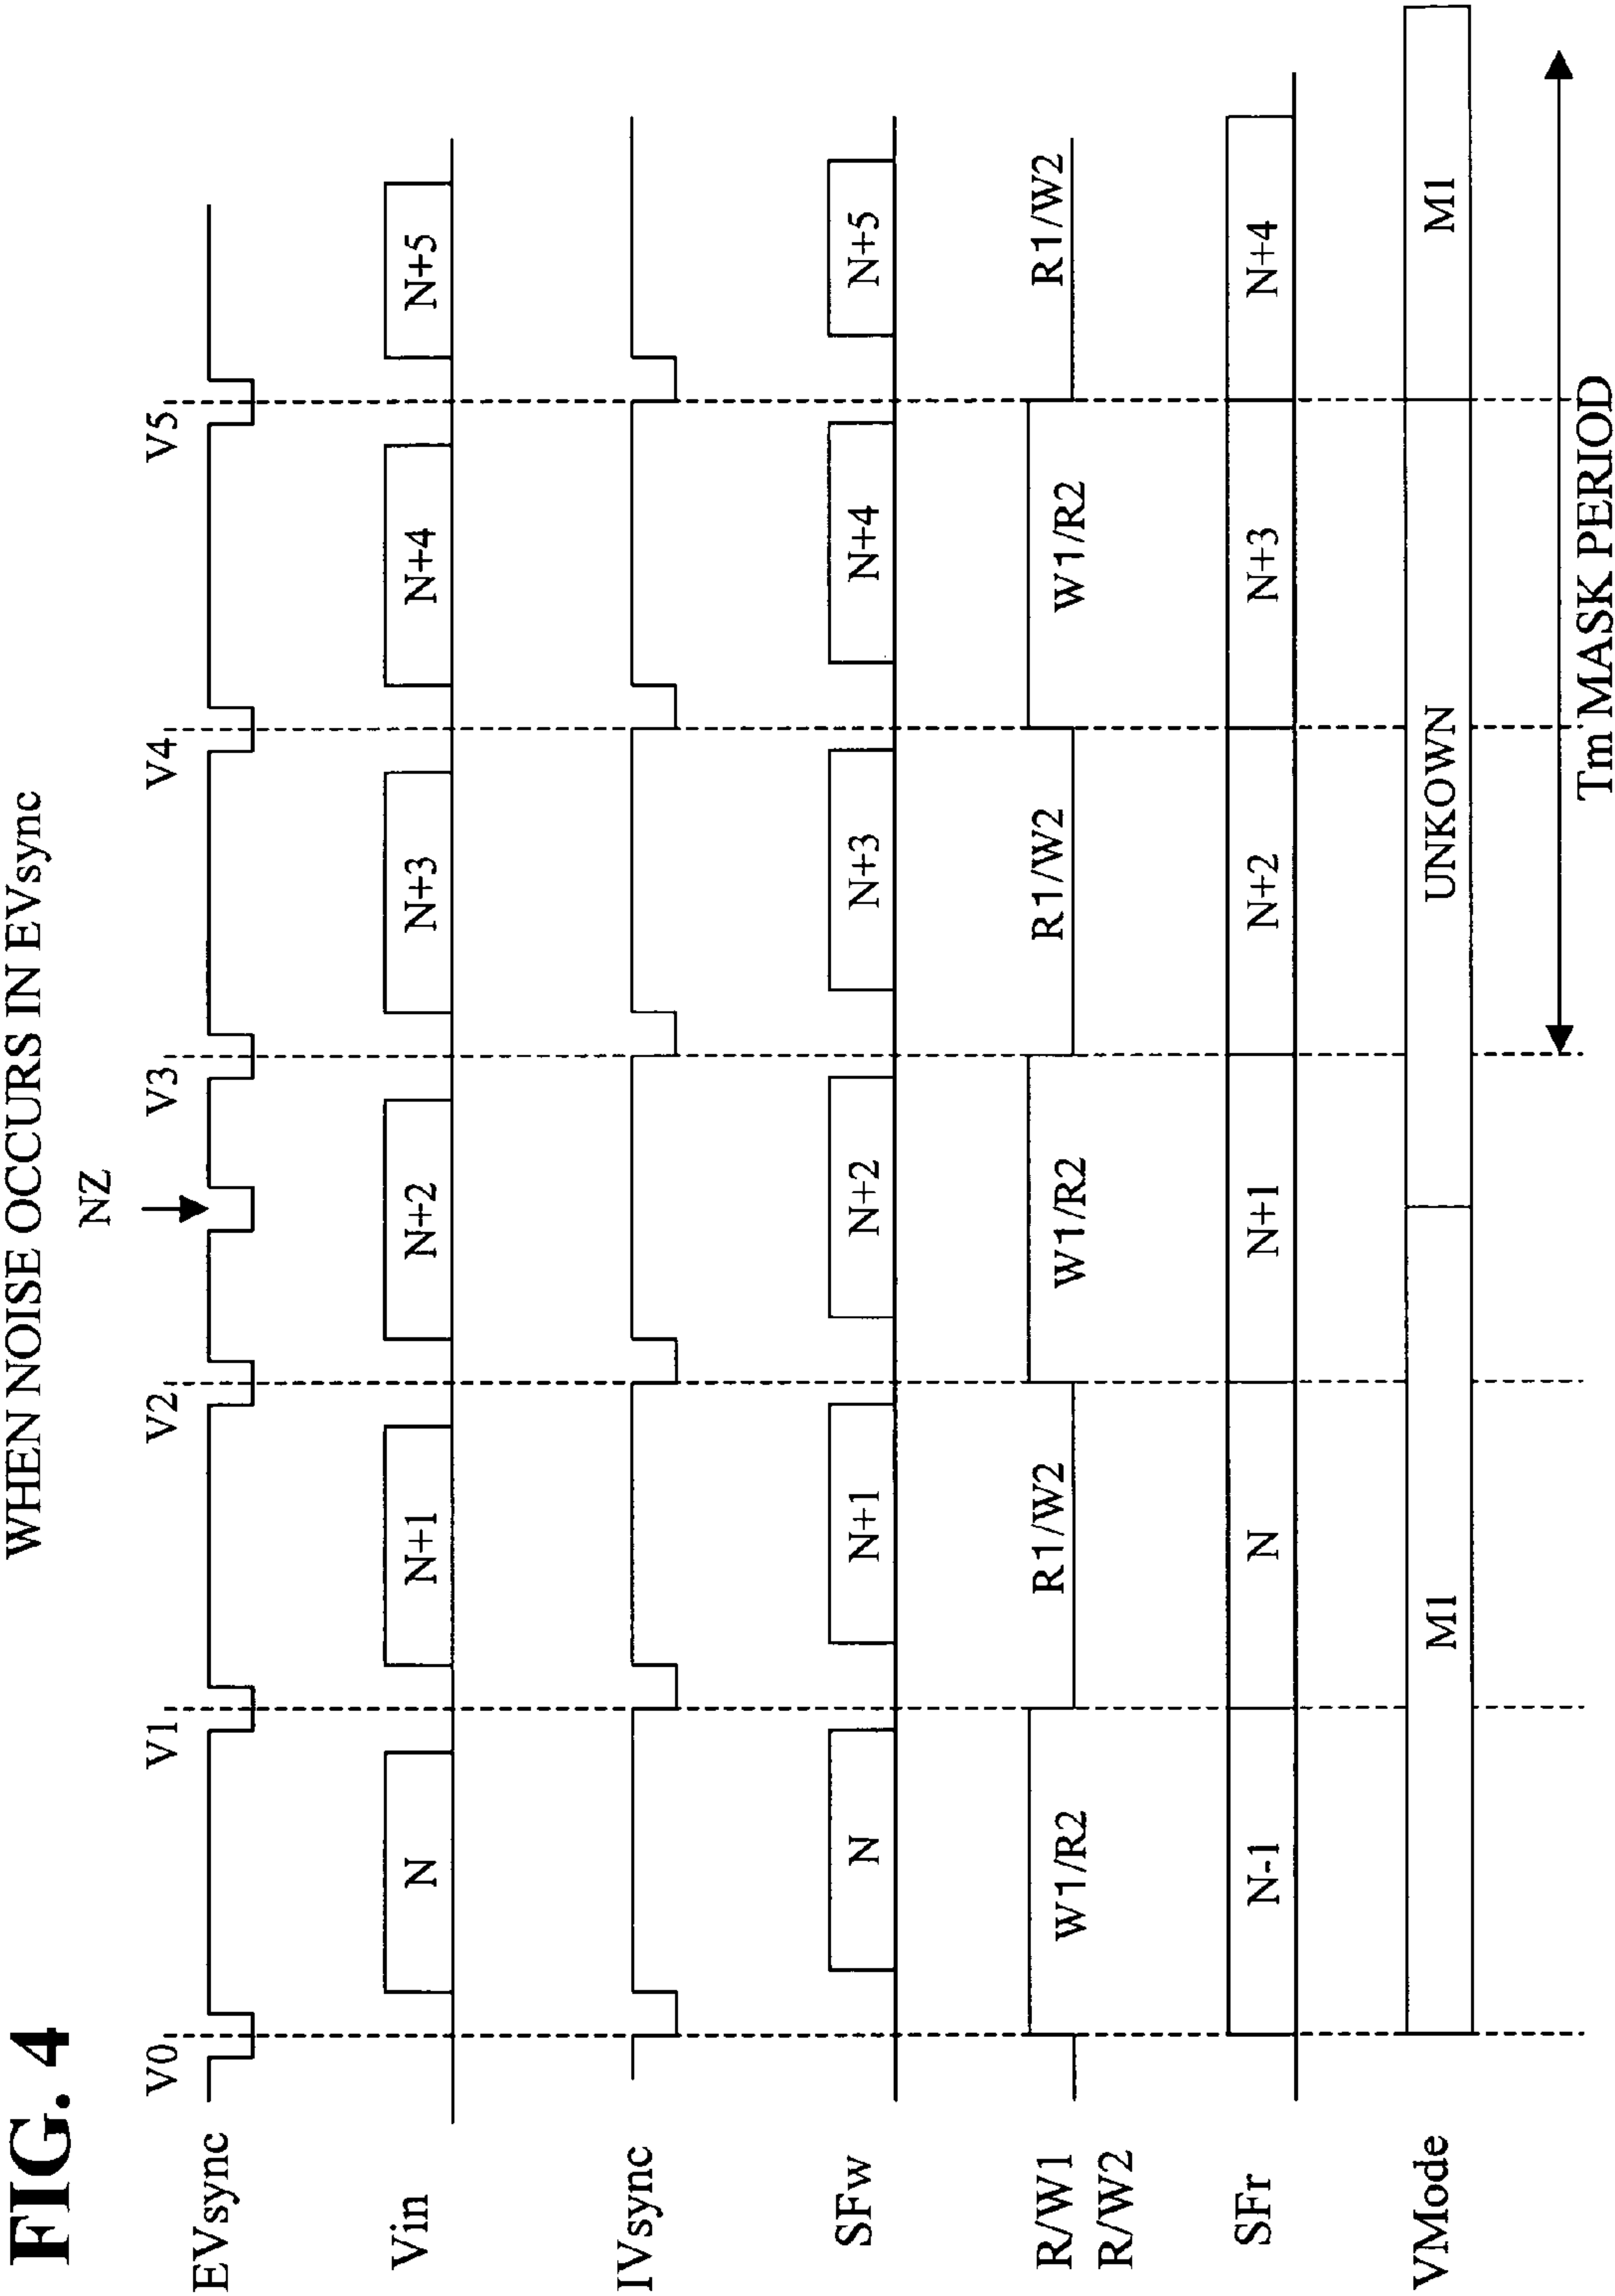 FIG. 4
WHEN NOISE OCCURS IN EVsync
NZ
V0 V1 V2 V3 V4 V5
EVsync
Vin N N+1 N+2 N+3 N+4 N+5
IVsync
SFw N N+1 N+2 N+3 N+4 N+5
R/W1 W1/R2 R1/W2 W1/R2 R1/W2 W1/R2 R1/W2
R/W2
SFr N-1 N N+1 N+2 N+3 N+4
VMode M1 UNKOWN M1
Tm MASK PERIOD